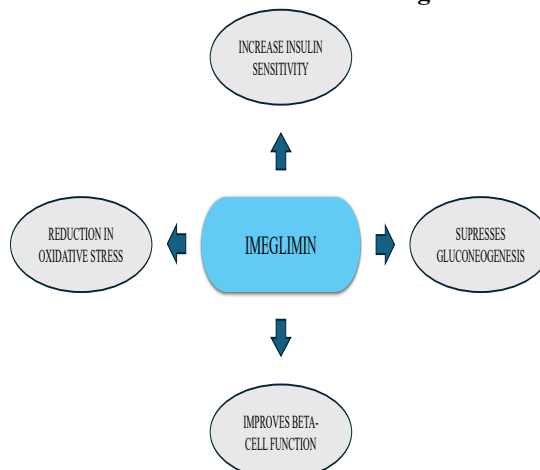 INCREASE INSULIN
SENSITIVITY
REDUCTION IN
OXIDATIVE STRESS
IMEGLIMIN
SUPRESSES
GLUCONEOGENESIS
IMPROVES BETA-
CELL FUNCTION